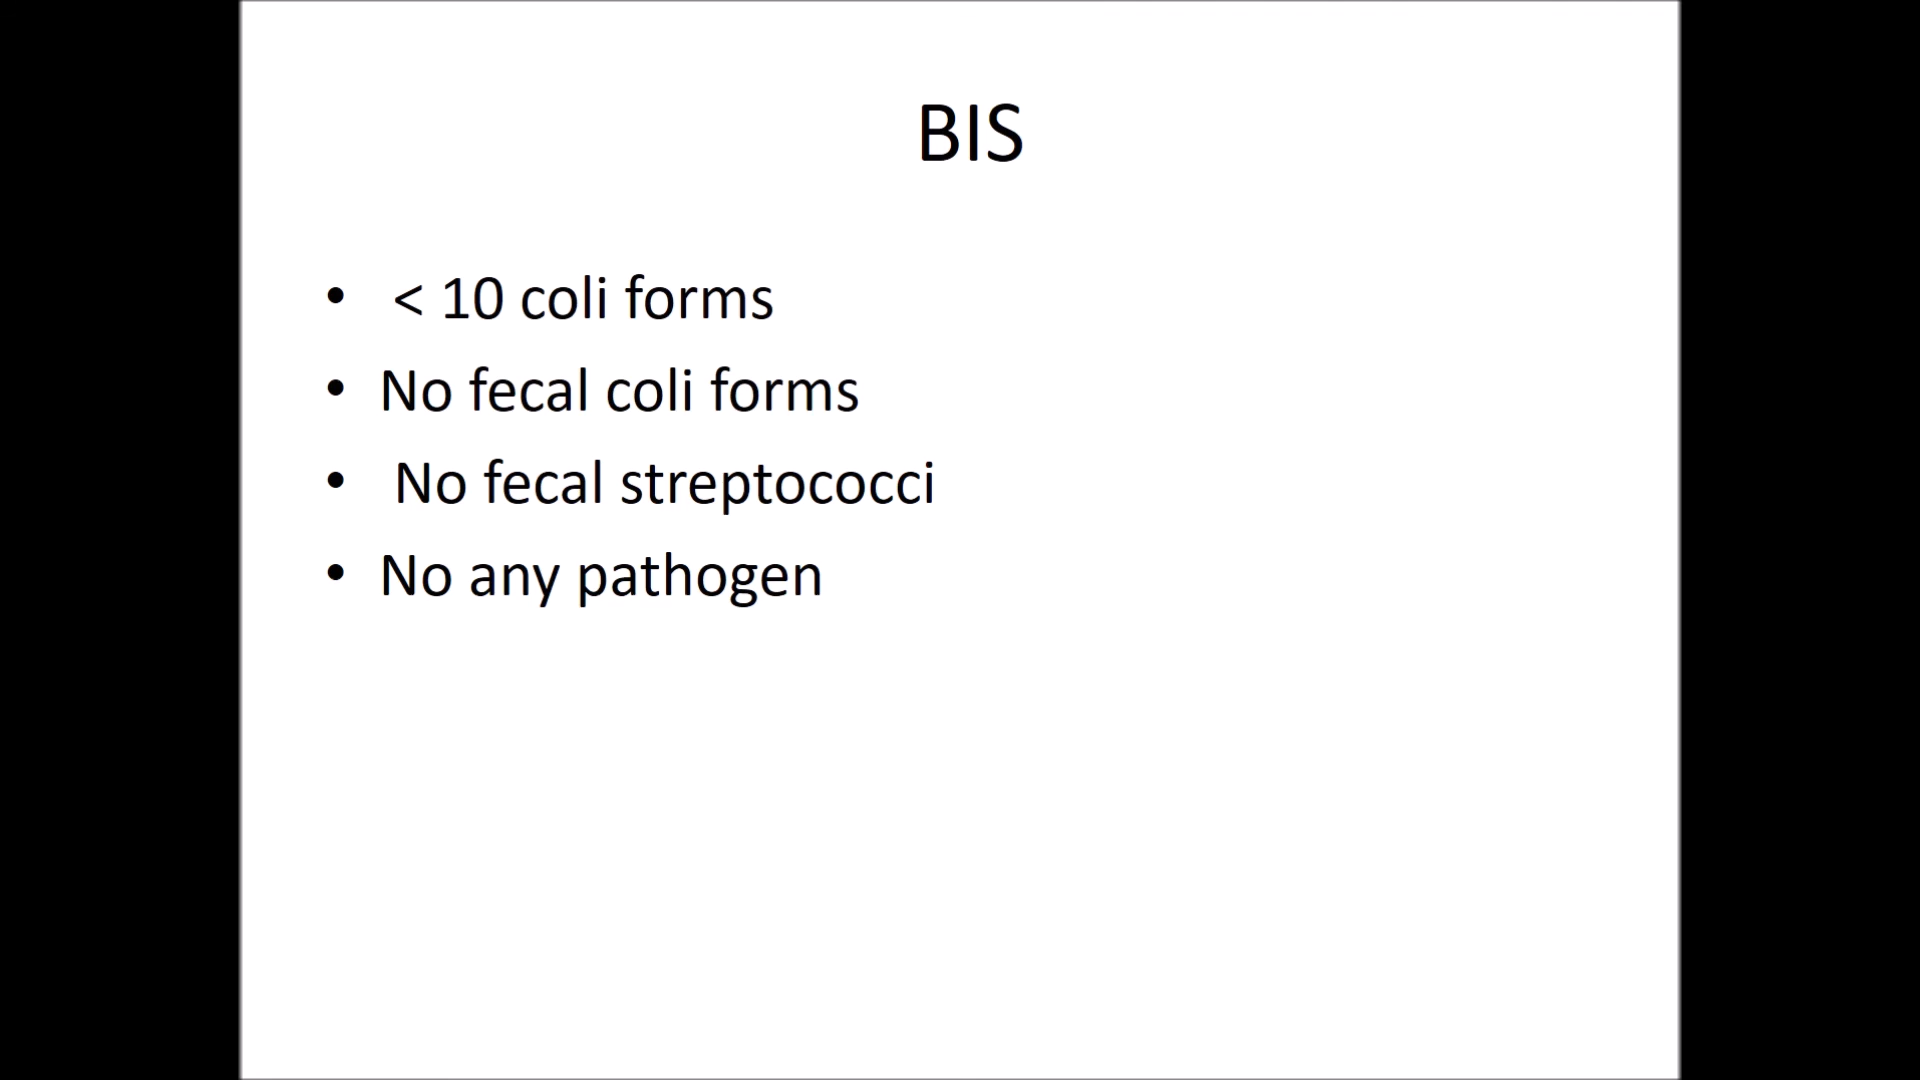 BIS
• < 10 coli forms
• No fecal coli forms
• No fecal streptococci
• No any pathogen